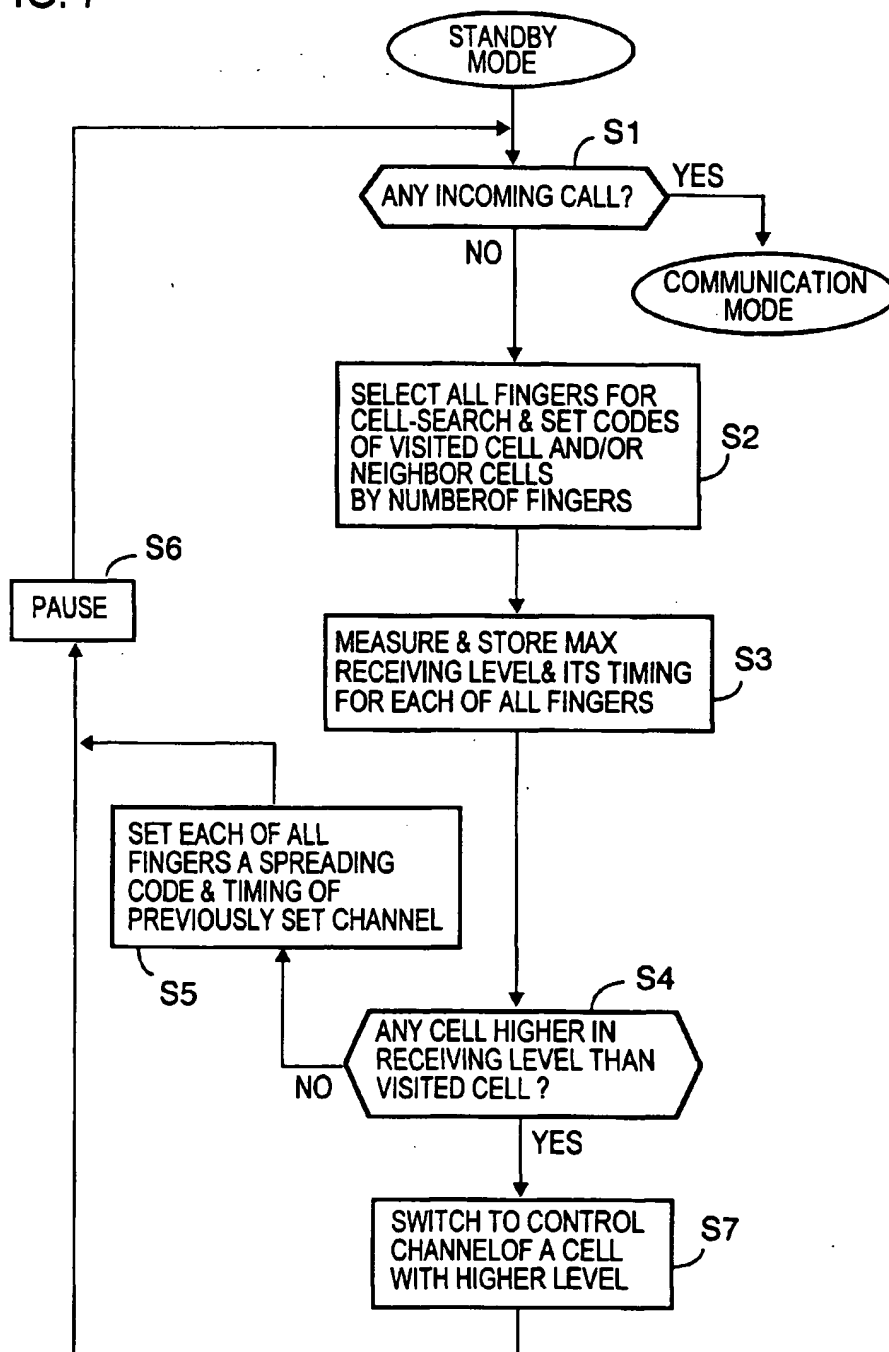 STANDBY
MODE
S1
ANY INCOMING CALL?
YES
NO
COMMUNICATION
MODE
SELECT ALL FINGERS FOR
CELL-SEARCH & SET CODES
OF VISITED CELL AND/OR
NEIGHBOR CELLS
BY NUMBEROF FINGERS
S2
S6
PAUSE
MEASURE & STORE MAX
RECEIVING LEVEL& ITS TIMING
FOR EACH OF ALL FINGERS
S3
SET EACH OF ALL
FINGERS A SPREADING
CODE & TIMING OF
PREVIOUSLY SET CHANNEL
S5
S4
ANY CELL HIGHER IN
RECEIVING LEVEL THAN
VISITED CELL ?
NO
YES
SWITCH TO CONTROL
CHANNELOF A CELL
WITH HIGHER LEVEL
S7